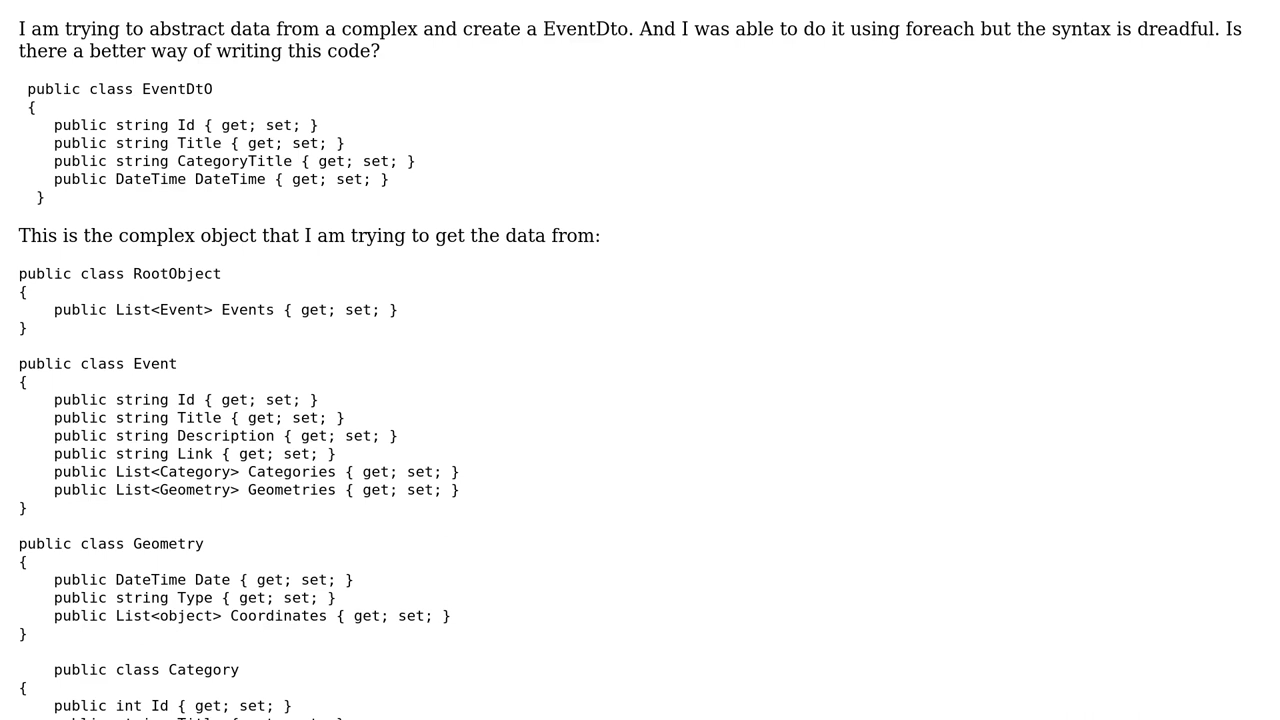 I am trying to abstract data from a complex and create a EventDto. And I was able to do it using foreach but the syntax is dreadful. Is
there a better way of writing this code?
public class EventDtO
{
public string Id { get; set; }
public string Title { get; set; }
public string CategoryTitle { get; set; }
public DateTime DateTime { get; set; }
}
This is the complex object that I am trying to get the data from:
public class RootObject
{
public List<Event> Events { get; set; }
}
public class Event
{
public string Id { get; set; }
public string Title { get; set; }
public string Description { get; set; }
public string Link { get; set; }
public List<Category> Categories { get; set; }
public List<Geometry> Geometries { get; set; }
}
public class Geometry
{
public DateTime Date { get; set; }
public string Type { get; set; }
public List<object> Coordinates { get; set; }
}
public class Category
{
public int Id { get; set; }